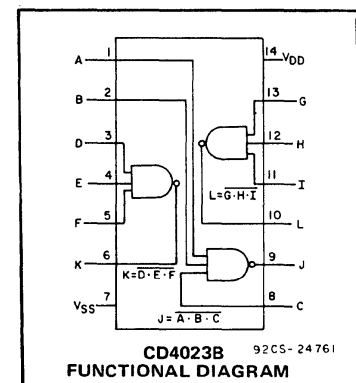 A 1
14 VDD
B 2
13 G
D 3
12 H
E 4
11 I
L=G·H·I
F 5
10 L
K 6
9 J
K=D·E·F
VSS 7
8 C
J=A·B·C
CD4023B 92CS-24761
FUNCTIONAL DIAGRAM